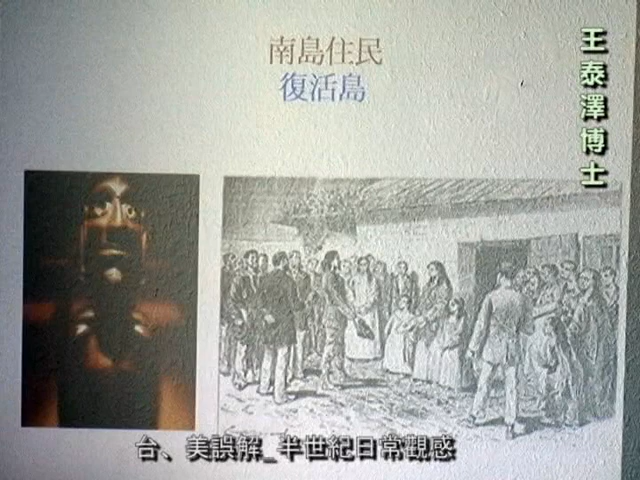 南島住民
復活島
王泰澤博士
台、美誤解_半世紀日常觀感